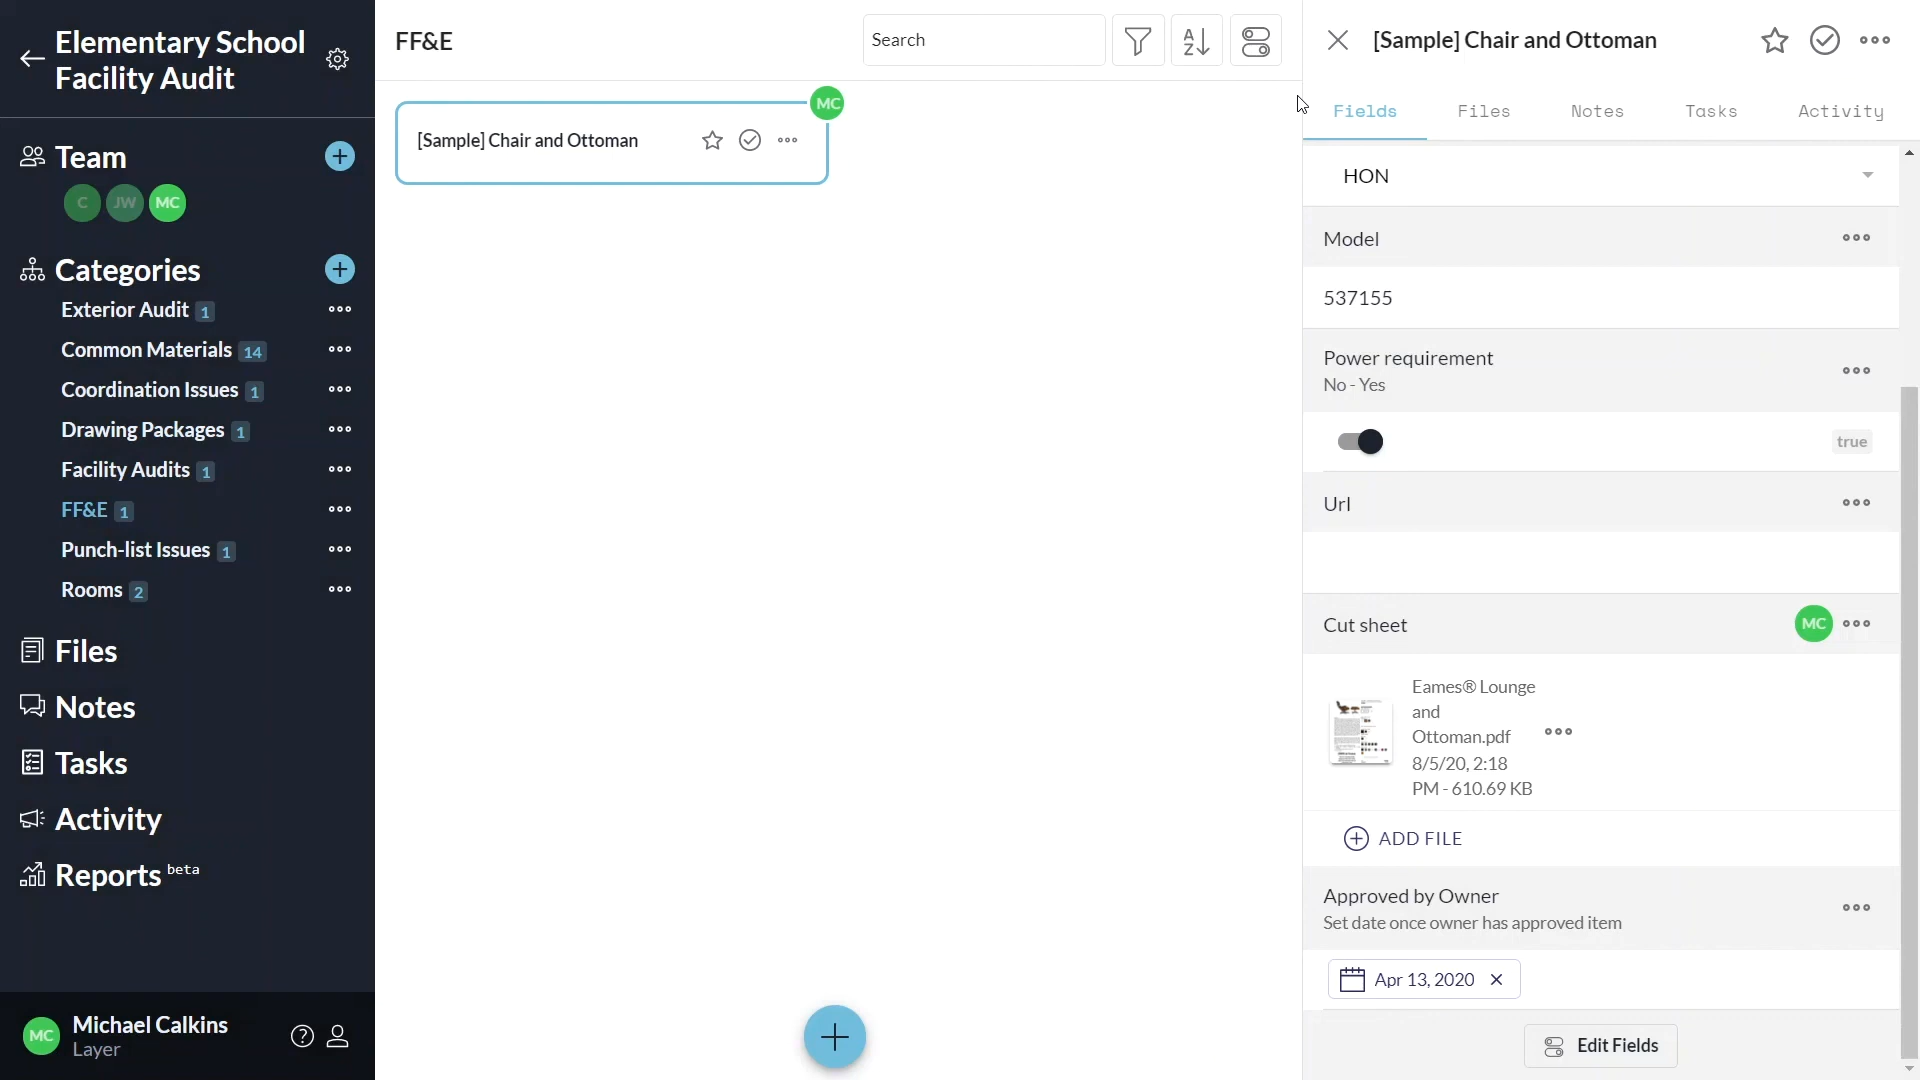 Elementary School
Facility Audit
Team
C JW MC
Categories
Exterior Audit 1
Common Materials 14
Coordination Issues 1
Drawing Packages 1
Facility Audits 1
FF&E 1
Punch-list Issues 1
Rooms 2
Files
Notes
Tasks
Activity
Reports beta
MC
Michael Calkins
Layer
FF&E
Search
MC
[Sample] Chair and Ottoman
[Sample] Chair and Ottoman
Fields Files Notes Tasks Activity
HON
Model
537155
Power requirement
No - Yes
true
Url
Cut sheet
MC
Eames® Lounge
and
Ottoman.pdf
8/5/20, 2:18
PM - 610.69 KB
ADD FILE
Approved by Owner
Set date once owner has approved item
Apr 13, 2020
Edit Fields